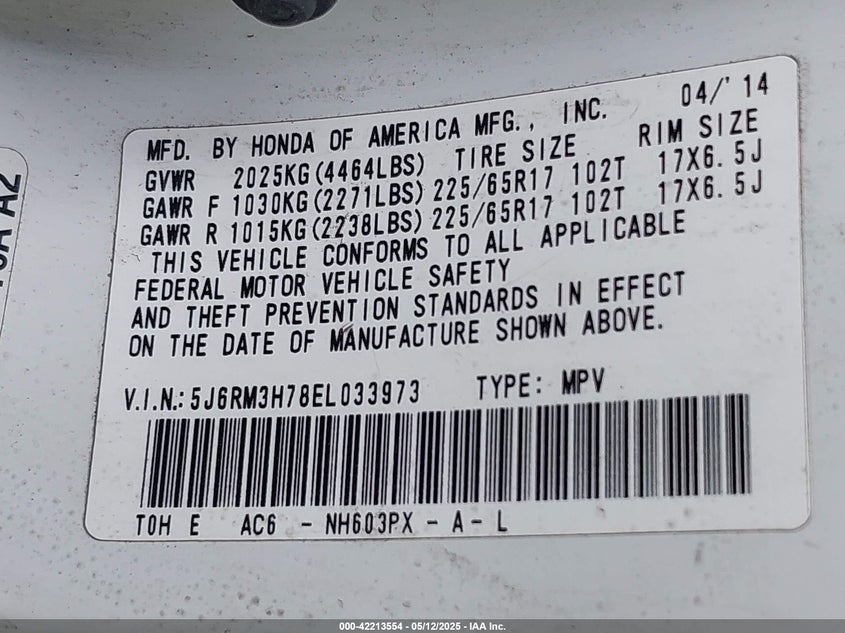 04/'14
MFD. BY HONDA OF AMERICA MFG., INC.
GVWR 2025KG(4464LBS) TIRE SIZE RIM SIZE
GAWR F 1030KG(2271LBS) 225/65R17 102T 17X6.5J
GAWR R 1015KG(2238LBS) 225/65R17 102T 17X6.5J
THIS VEHICLE CONFORMS TO ALL APPLICABLE
FEDERAL MOTOR VEHICLE SAFETY
AND THEFT PREVENTION STANDARDS IN EFFECT
ON THE DATE OF MANUFACTURE SHOWN ABOVE.
V.I.N.: 5J6RM3H78EL033973 TYPE: MPV
TOH E AC6 - NH603PX - A - L
000-42213554 - 05/12/2025 - IAA Inc.